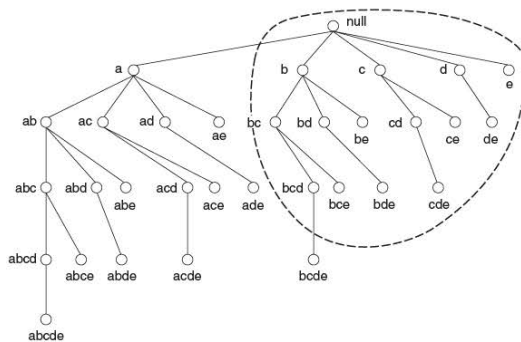 null
a b c d e
ab ac ad ae bc bd be cd ce de
abc abd abe acd ace ade bcd bce bde cde
abcd abce abde acde bcde
abcde